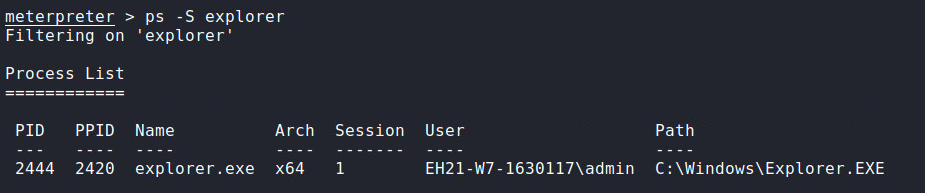 meterpreter > ps -S explorer
Filtering on 'explorer'
Process List
============
PID PPID Name Arch Session User Path
--- ---- ---- ---- ------- ---- ----
2444 2420 explorer.exe x64 1 EH21-W7-1630117\admin C:\Windows\Explorer.EXE